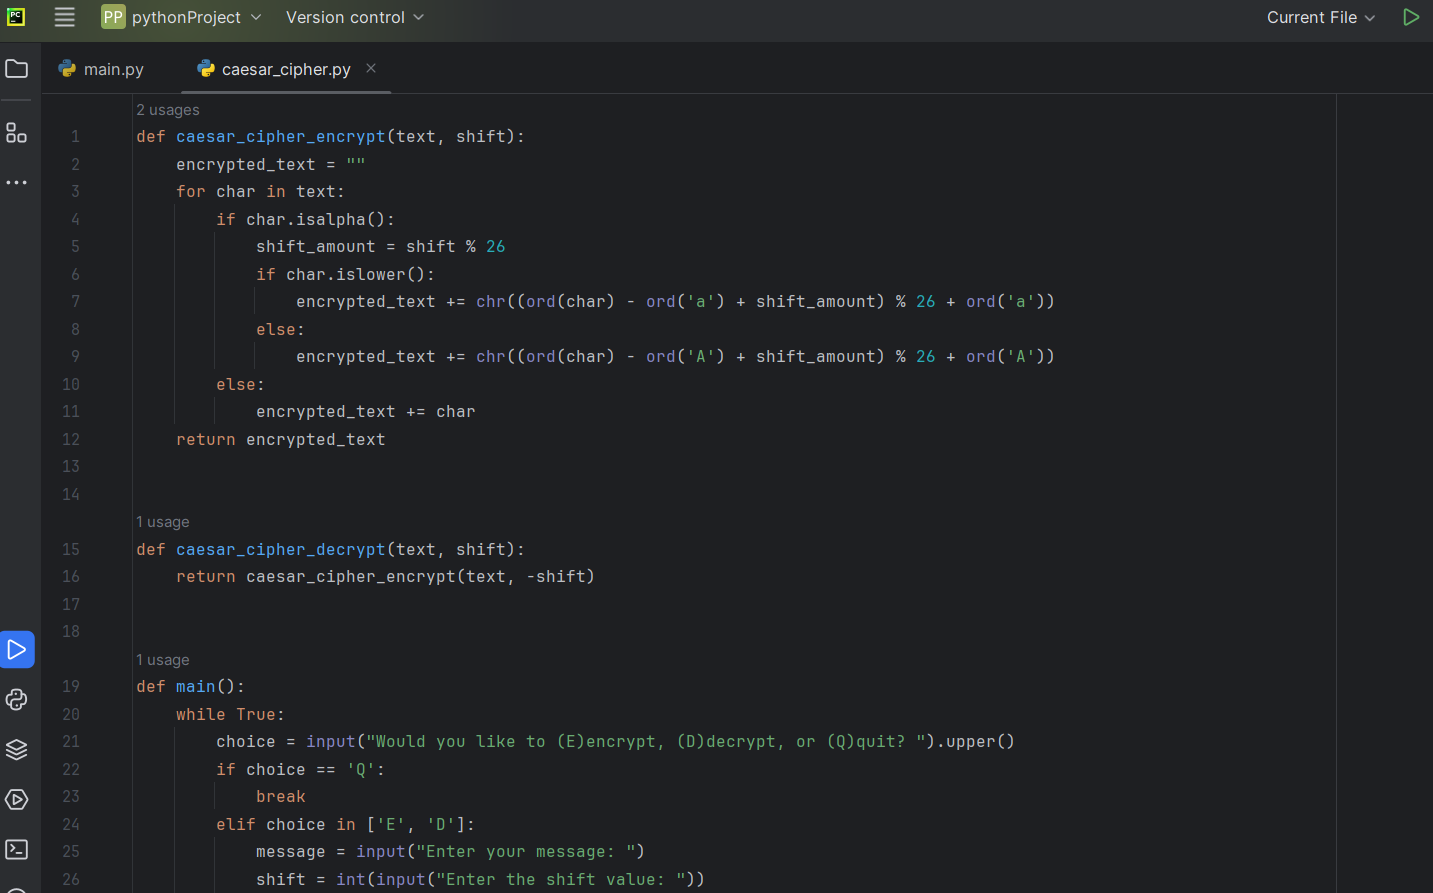 PC
PP pythonProject Version control Current File
main.py caesar_cipher.py
2 usages
1 def caesar_cipher_encrypt(text, shift):
2     encrypted_text = ""
3     for char in text:
4         if char.isalpha():
5             shift_amount = shift % 26
6             if char.islower():
7                 encrypted_text += chr((ord(char) - ord('a') + shift_amount) % 26 + ord('a'))
8             else:
9                 encrypted_text += chr((ord(char) - ord('A') + shift_amount) % 26 + ord('A'))
10         else:
11             encrypted_text += char
12     return encrypted_text
13
14
1 usage
15 def caesar_cipher_decrypt(text, shift):
16     return caesar_cipher_encrypt(text, -shift)
17
18
1 usage
19 def main():
20     while True:
21         choice = input("Would you like to (E)encrypt, (D)decrypt, or (Q)quit? ").upper()
22         if choice == 'Q':
23             break
24         elif choice in ['E', 'D']:
25             message = input("Enter your message: ")
26             shift = int(input("Enter the shift value: "))